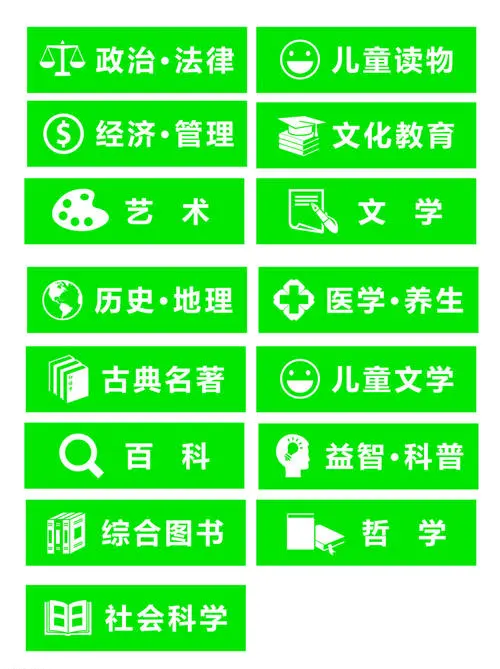 政治·法律
儿童读物
经济·管理
文化教育
艺术
文学
历史·地理
医学·养生
古典名著
儿童文学
百科
益智·科普
综合图书
哲学
社会科学